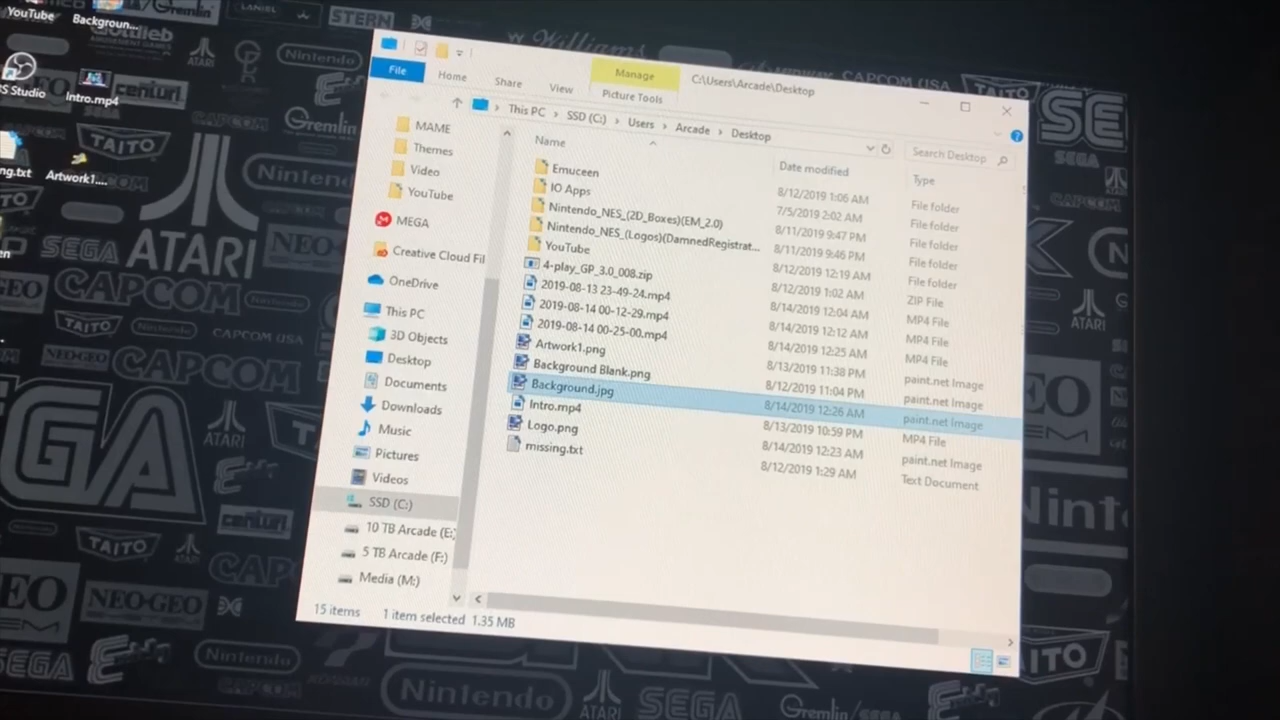 YouTube
Backgroun...
S Studio
Intro.mp4
ng.txt
Artwork1....
File
Home
Share
View
Manage
Picture Tools
C:\Users\Arcade\Desktop
This PC > SSD (C:) > Users > Arcade > Desktop
Search Desktop
Name
Date modified
Type
MAME
Themes
Video
YouTube
MEGA
Creative Cloud Fil
OneDrive
This PC
3D Objects
Desktop
Documents
Downloads
Music
Pictures
Videos
SSD (C:)
10 TB Arcade (E:)
5 TB Arcade (F:)
Media (M:)
Emuceen 8/12/2019 1:06 AM File folder
IO Apps 7/5/2019 2:02 AM File folder
Nintendo_NES_(2D_Boxes)(EM_2.0) 8/11/2019 9:47 PM File folder
Nintendo_NES_(Logos)(DamnedRegistrat... 8/11/2019 9:46 PM File folder
YouTube 8/12/2019 12:19 AM File folder
4-play_GP_3.0_008.zip 8/12/2019 1:02 AM ZIP File
2019-08-13 23-49-24.mp4 8/14/2019 12:04 AM MP4 File
2019-08-14 00-12-29.mp4 8/14/2019 12:12 AM MP4 File
2019-08-14 00-25-00.mp4 8/14/2019 12:25 AM MP4 File
Artwork1.png 8/13/2019 11:38 PM paint.net Image
Background Blank.png 8/12/2019 11:04 PM paint.net Image
Background.jpg 8/14/2019 12:26 AM paint.net Image
Intro.mp4 8/13/2019 10:59 PM MP4 File
Logo.png 8/14/2019 12:23 AM paint.net Image
missing.txt 8/12/2019 1:29 AM Text Document
15 items 1 item selected 1.35 MB
Gottlieb
STERN
Williams
CAPCOM USA
TAITO
SEGA
Nintendo
centuri
Gremlin
ATARI
CAPCOM
NEO-GEO